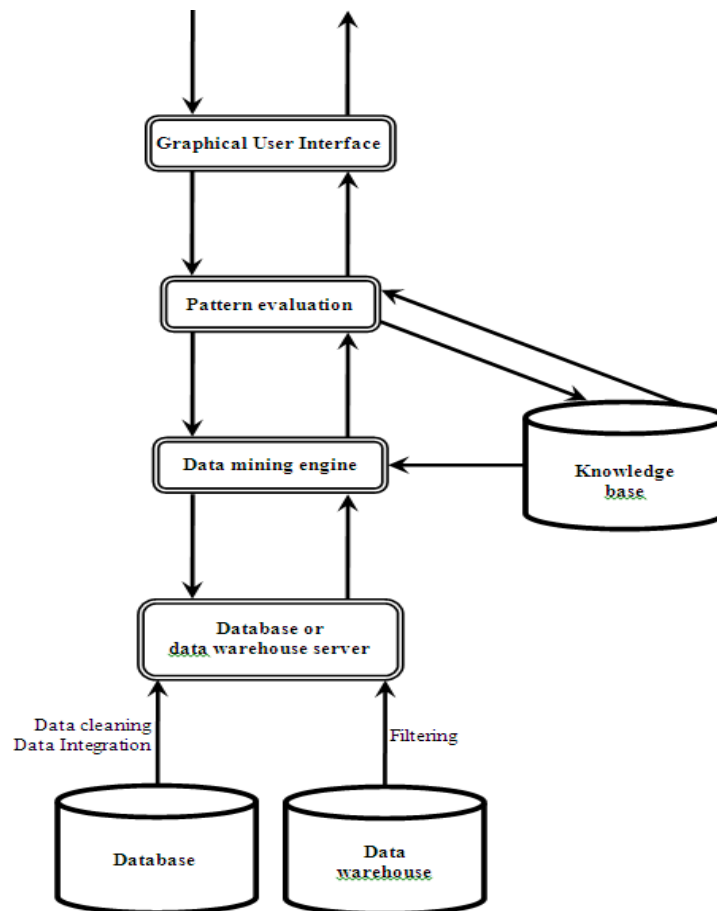 Graphical User Interface
Pattern evaluation
Data mining engine
Knowledge
base
Database or
data warehouse server
Data cleaning
Data Integration
Filtering
Database
Data
warehouse